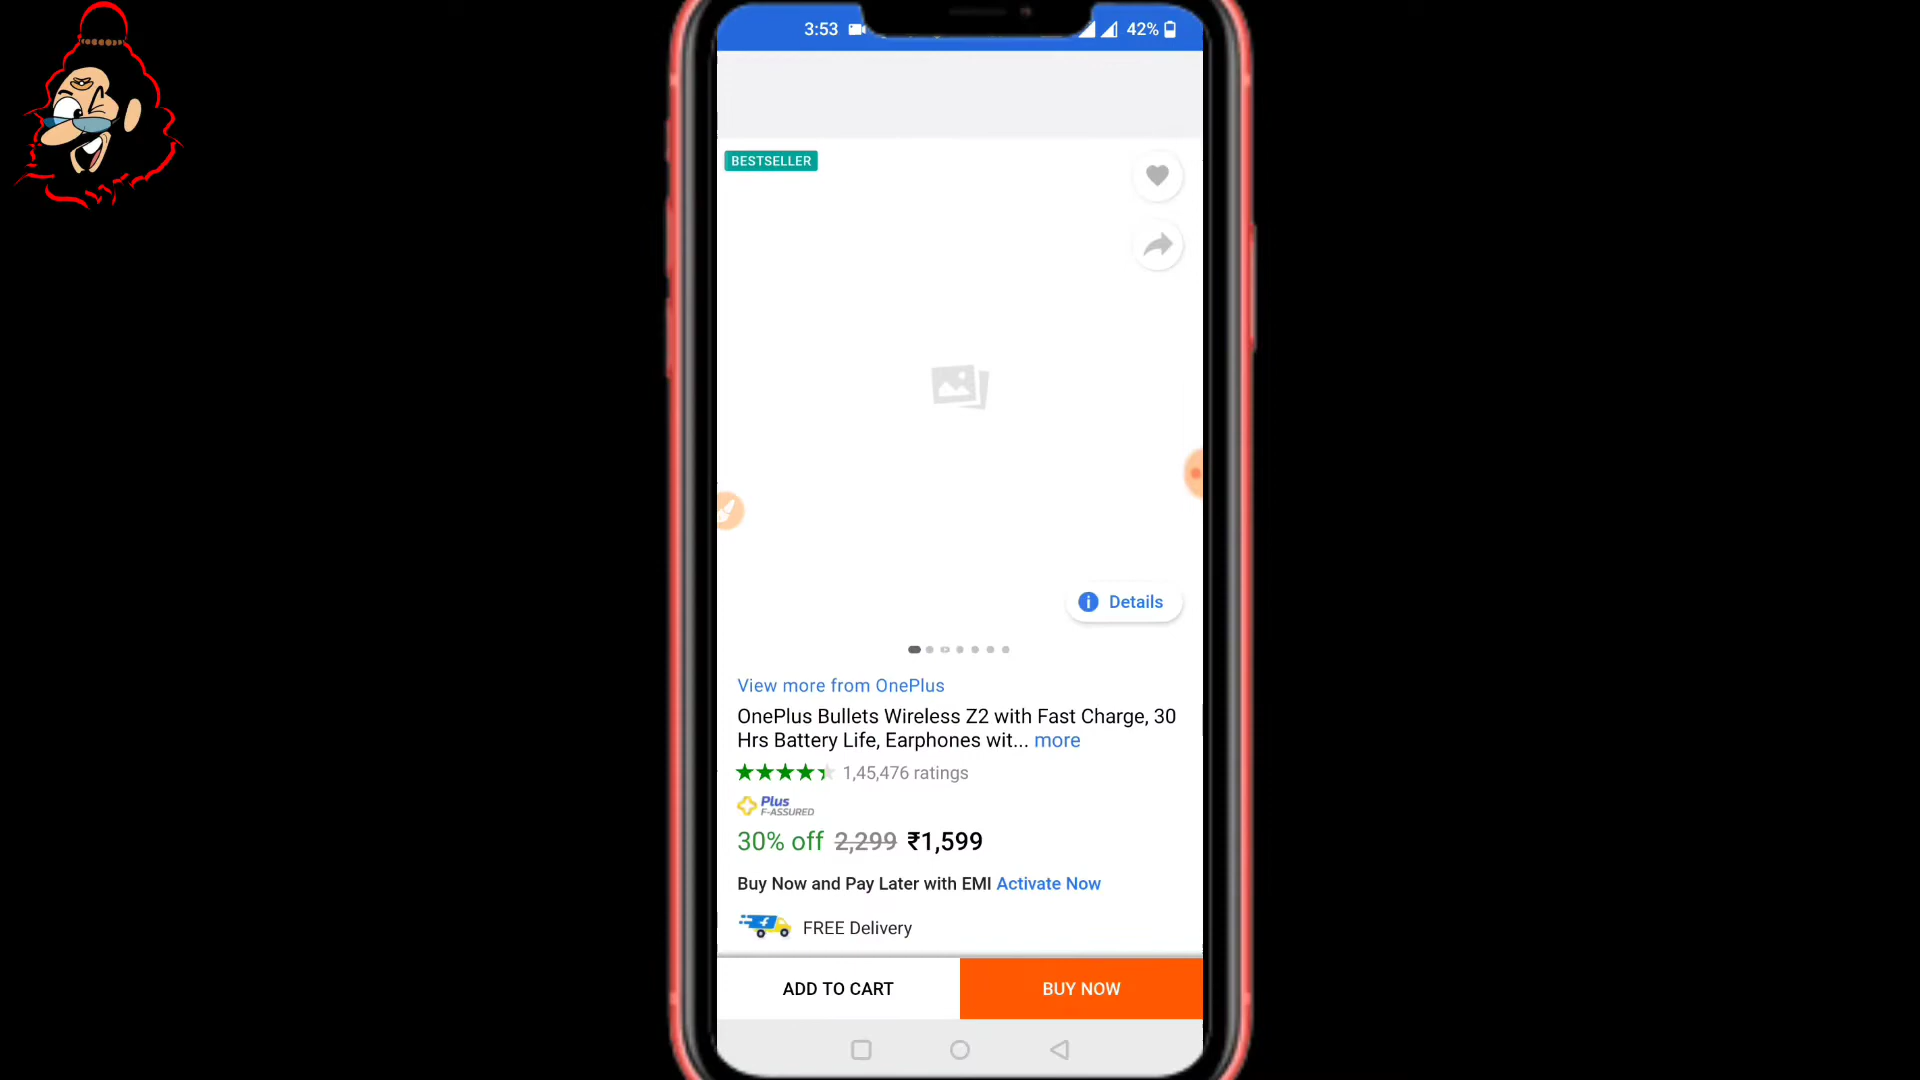 3:53
42%
BESTSELLER
Details
View more from OnePlus
OnePlus Bullets Wireless Z2 with Fast Charge, 30
Hrs Battery Life, Earphones wit... more
1,45,476 ratings
Plus
F-ASSURED
30% off 2,299 ₹1,599
Buy Now and Pay Later with EMI Activate Now
FREE Delivery
ADD TO CART
BUY NOW